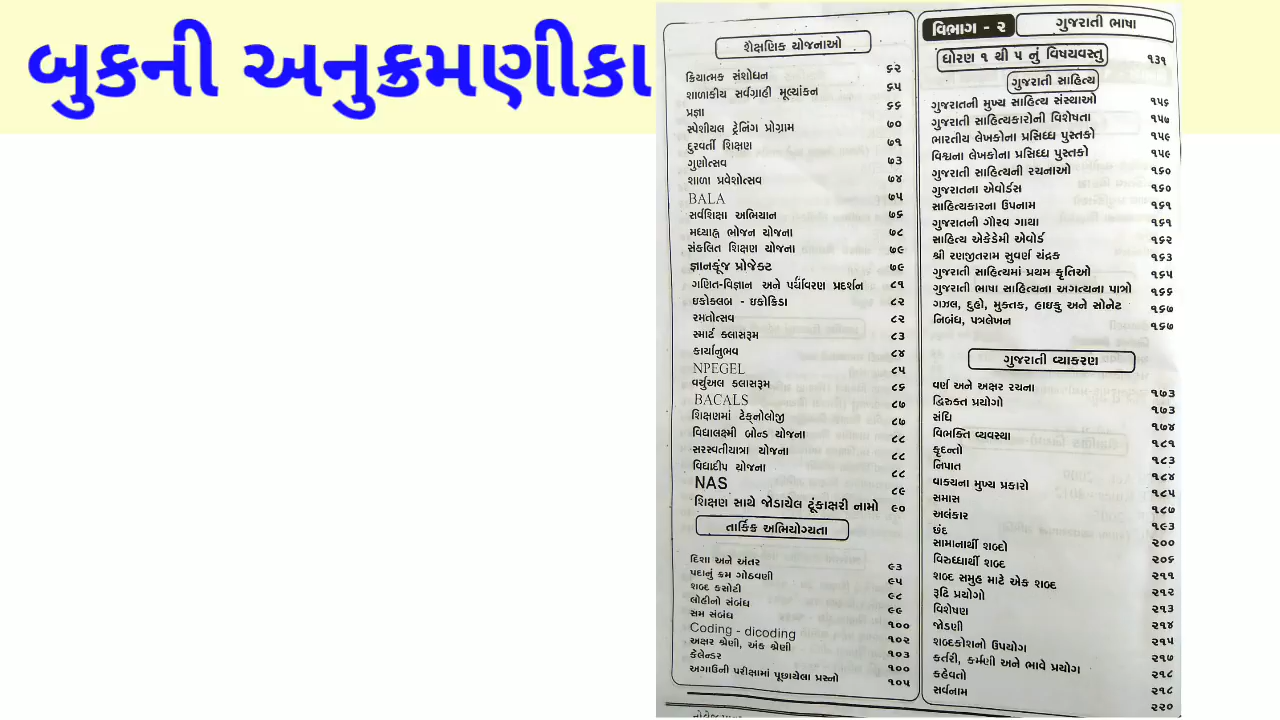 બુકની અનુક્રમણીકા
શૈક્ષણિક યોજનાઓ
ક્રિયાત્મક સંશોધન ૬૨
શાળાકીય સર્વગ્રાહી મૂલ્યાંકન ૬૫
પ્રજ્ઞા ૬૬
સ્પેશીયલ ટ્રેનિંગ પ્રોગ્રામ ૭૦
દુરવર્તી શિક્ષણ ૭૧
ગુણોત્સવ ૭૩
શાળા પ્રવેશોત્સવ ૭૪
BALA ૭૫
સર્વશિક્ષા અભિયાન ૭૬
મધ્યાહ્ન ભોજન યોજના ૭૮
સંકલિત શિક્ષણ યોજના ૭૯
જ્ઞાનકૂંજ પ્રોજેક્ટ ૭૯
ગણિત-વિજ્ઞાન અને પર્યાવરણ પ્રદર્શન ૮૧
ઇકોક્લબ - ઇકોક્રિડા ૮૨
રમતોત્સવ ૮૨
સ્માર્ટ ક્લાસરૂમ ૮૩
કાર્યાનુભવ ૮૪
NPEGEL ૮૫
વર્ચુઅલ ક્લાસરૂમ ૮૬
BACALS ૮૭
શિક્ષણમાં ટેક્નોલોજી ૮૭
વિદ્યાલક્ષ્મી બોન્ડ યોજના ૮૮
સરસ્વતીયાત્રા યોજના ૮૮
વિદ્યાદીપ યોજના ૮૮
NAS ૮૯
શિક્ષણ સાથે જોડાયેલ ટૂંકાક્ષરી નામો ૯૦
તાર્કિક અભિયોગ્યતા
દિશા અને અંતર ૯૩
પદાનું ક્રમ ગોઠવણી ૯૫
શબ્દ કસોટી ૯૮
લોહીનો સંબંધ ૯૯
સમ સંબંધ ૧૦૦
Coding - dicoding ૧૦૨
અક્ષર શ્રેણી, અંક શ્રેણી ૧૦૩
કેલેન્ડર ૧૦૦
અગાઉની પરીક્ષામાં પૂછાયેલા પ્રશ્નો ૧૦૫
વિભાગ - ૨ ગુજરાતી ભાષા
ધોરણ ૧ થી ૫ નું વિષયવસ્તુ ૧૩૧
ગુજરાતી સાહિત્ય
ગુજરાતની મુખ્ય સાહિત્ય સંસ્થાઓ ૧૫૬
ગુજરાતી સાહિત્યકારોની વિશેષતા ૧૫૭
ભારતીય લેખકોના પ્રસિધ્ધ પુસ્તકો ૧૫૯
વિશ્વના લેખકોના પ્રસિધ્ધ પુસ્તકો ૧૫૯
ગુજરાતી સાહિત્યની રચનાઓ ૧૬૦
ગુજરાતના એવોર્ડસ ૧૬૦
સાહિત્યકારના ઉપનામ ૧૬૧
ગુજરાતની ગૌરવ ગાથા ૧૬૧
સાહિત્ય એકેડેમી એવોર્ડ ૧૬૨
શ્રી રણજીતરામ સુવર્ણ ચંદ્રક ૧૬૩
ગુજરાતી સાહિત્યમાં પ્રથમ કૃતિઓ ૧૬૫
ગુજરાતી ભાષા સાહિત્યના અગત્યના પાત્રો ૧૬૬
ગઝલ, દુહો, મુક્તક, હાઇકુ અને સોનેટ ૧૬૭
નિબંધ, પત્રલેખન ૧૬૭
ગુજરાતી વ્યાકરણ
વર્ણ અને અક્ષર રચના ૧૭૩
દ્વિરુક્ત પ્રયોગો ૧૭૩
સંધિ ૧૭૪
વિભક્તિ વ્યવસ્થા ૧૮૧
કૃદન્તો ૧૮૩
નિપાત ૧૮૪
વાક્યના મુખ્ય પ્રકારો ૧૮૫
સમાસ ૧૮૭
અલંકાર ૧૯૩
છંદ ૨૦૦
સામાનાર્થી શબ્દો ૨૦૬
વિરુધ્ધાર્થી શબ્દ ૨૧૧
શબ્દ સમુહ માટે એક શબ્દ ૨૧૨
રૂઢિ પ્રયોગો ૨૧૩
વિશેષણ ૨૧૪
જોડણી ૨૧૫
શબ્દકોશનો ઉપયોગ ૨૧૭
કર્તરી, કર્મણી અને ભાવે પ્રયોગ ૨૧૮
કહેવતો ૨૧૮
સર્વનામ ૨૨૦